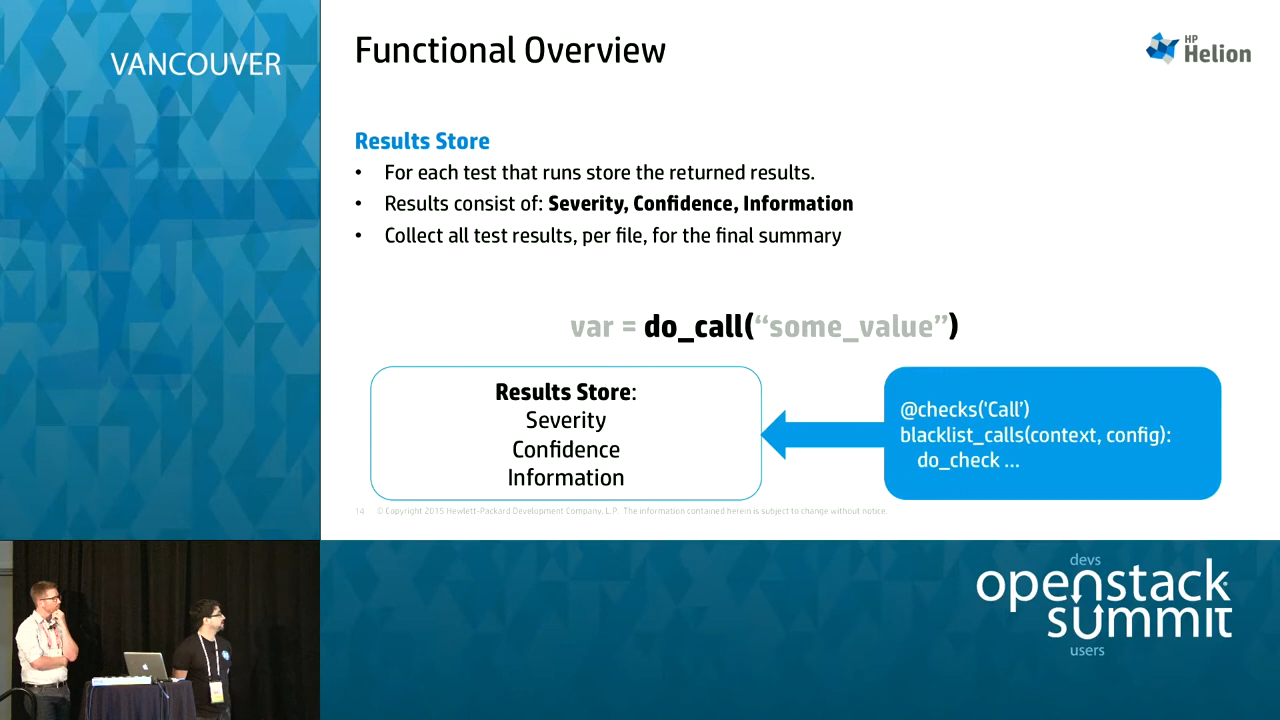 VANCOUVER
Functional Overview
HP
Helion
Results Store
• For each test that runs store the returned results.
• Results consist of: Severity, Confidence, Information
• Collect all test results, per file, for the final summary
var = do_call(“some_value”)
Results Store:
Severity
Confidence
Information
@checks('Call’)
blacklist_calls(context, config):
do_check ...
14 © Copyright 2015 Hewlett-Packard Development Company, L.P. The information contained herein is subject to change without notice.
devs
openstack
summit
users